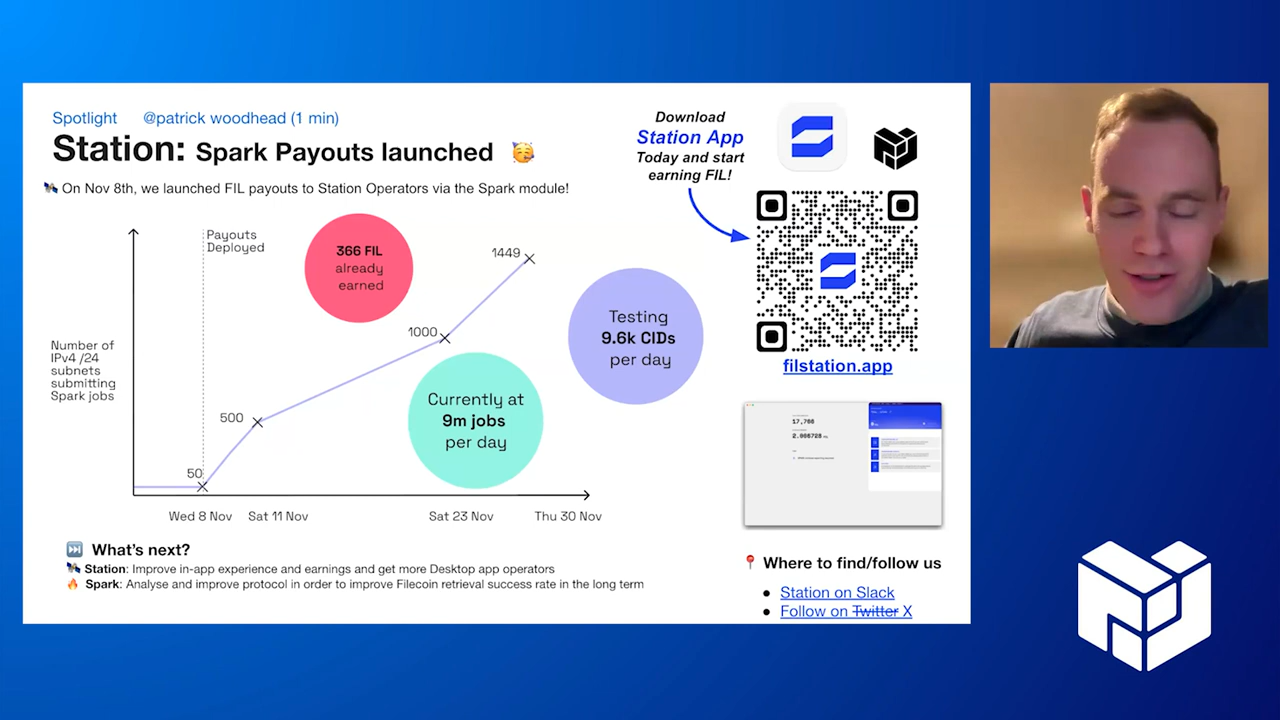 Spotlight @patrick woodhead (1 min)
Station: Spark Payouts launched 🥳
🛰️ On Nov 8th, we launched FIL payouts to Station Operators via the Spark module!
Download
Station App
Today and start
earning FIL!
Payouts
Deployed
366 FIL
already
earned
1449
1000
500
50
Number of
IPv4 /24
subnets
submitting
Spark jobs
Testing
9.6k CIDs
per day
Currently at
9m jobs
per day
Wed 8 Nov
Sat 11 Nov
Sat 23 Nov
Thu 30 Nov
filstation.app
17,766
⏭️ What's next?
🛰️ Station: Improve in-app experience and earnings and get more Desktop app operators
🔥 Spark: Analyse and improve protocol in order to improve Filecoin retrieval success rate in the long term
📍 Where to find/follow us
● Station on Slack
● Follow on Twitter X